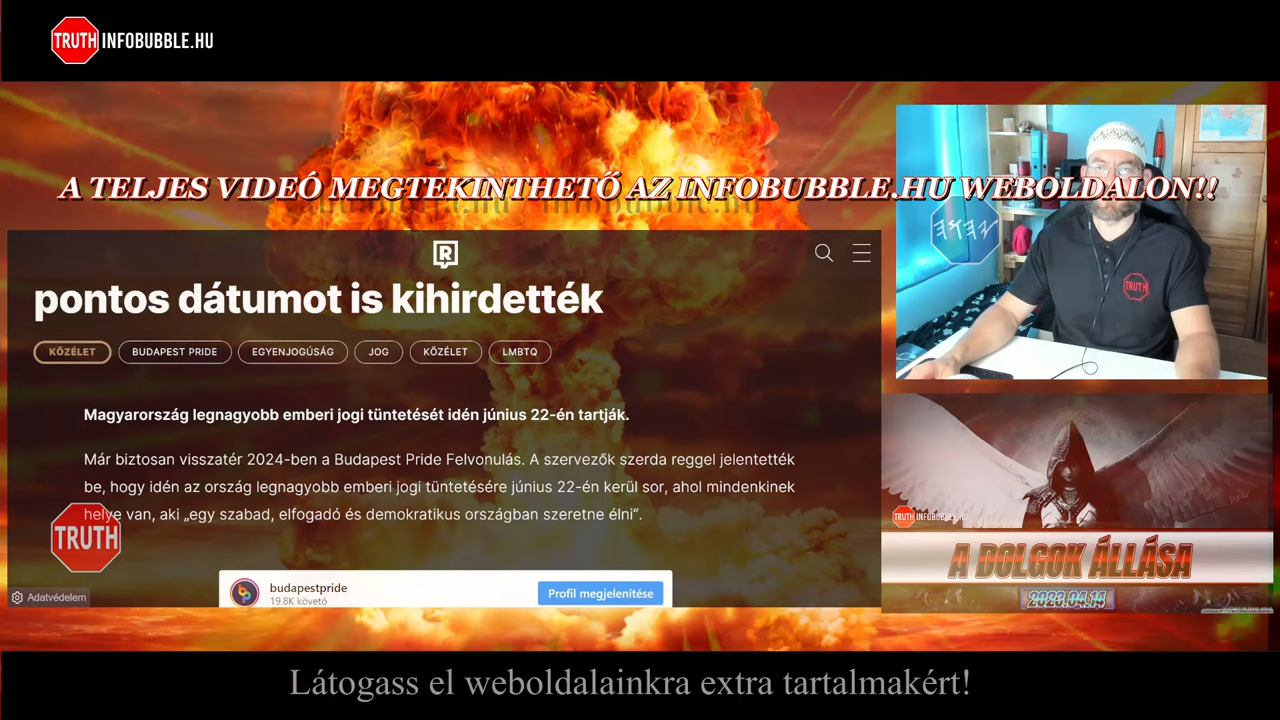 TRUTH INFOBUBBLE.HU
A TELJES VIDEÓ MEGTEKINTHETŐ AZ INFOBUBBLE.HU WEBOLDALON!!
R
pontos dátumot is kihirdették
KÖZÉLET BUDAPEST PRIDE EGYENJOGÚSÁG JOG KÖZÉLET LMBTQ
Magyarország legnagyobb emberi jogi tüntetését idén június 22-én tartják.
Már biztosan visszatér 2024-ben a Budapest Pride Felvonulás. A szervezők szerda reggel jelentették
be, hogy idén az ország legnagyobb emberi jogi tüntetésére június 22-én kerül sor, ahol mindenkinek
helye van, aki „egy szabad, elfogadó és demokratikus országban szeretne élni”.
TRUTH
budapestpride
19.8K követő
Profil megjelenítése
Adatvédelem
TRUTH
TRUTH INFOBUBBLE.HU
A DOLGOK ÁLLÁSA
2023.04.14
Látogass el weboldalainkra extra tartalmakért!